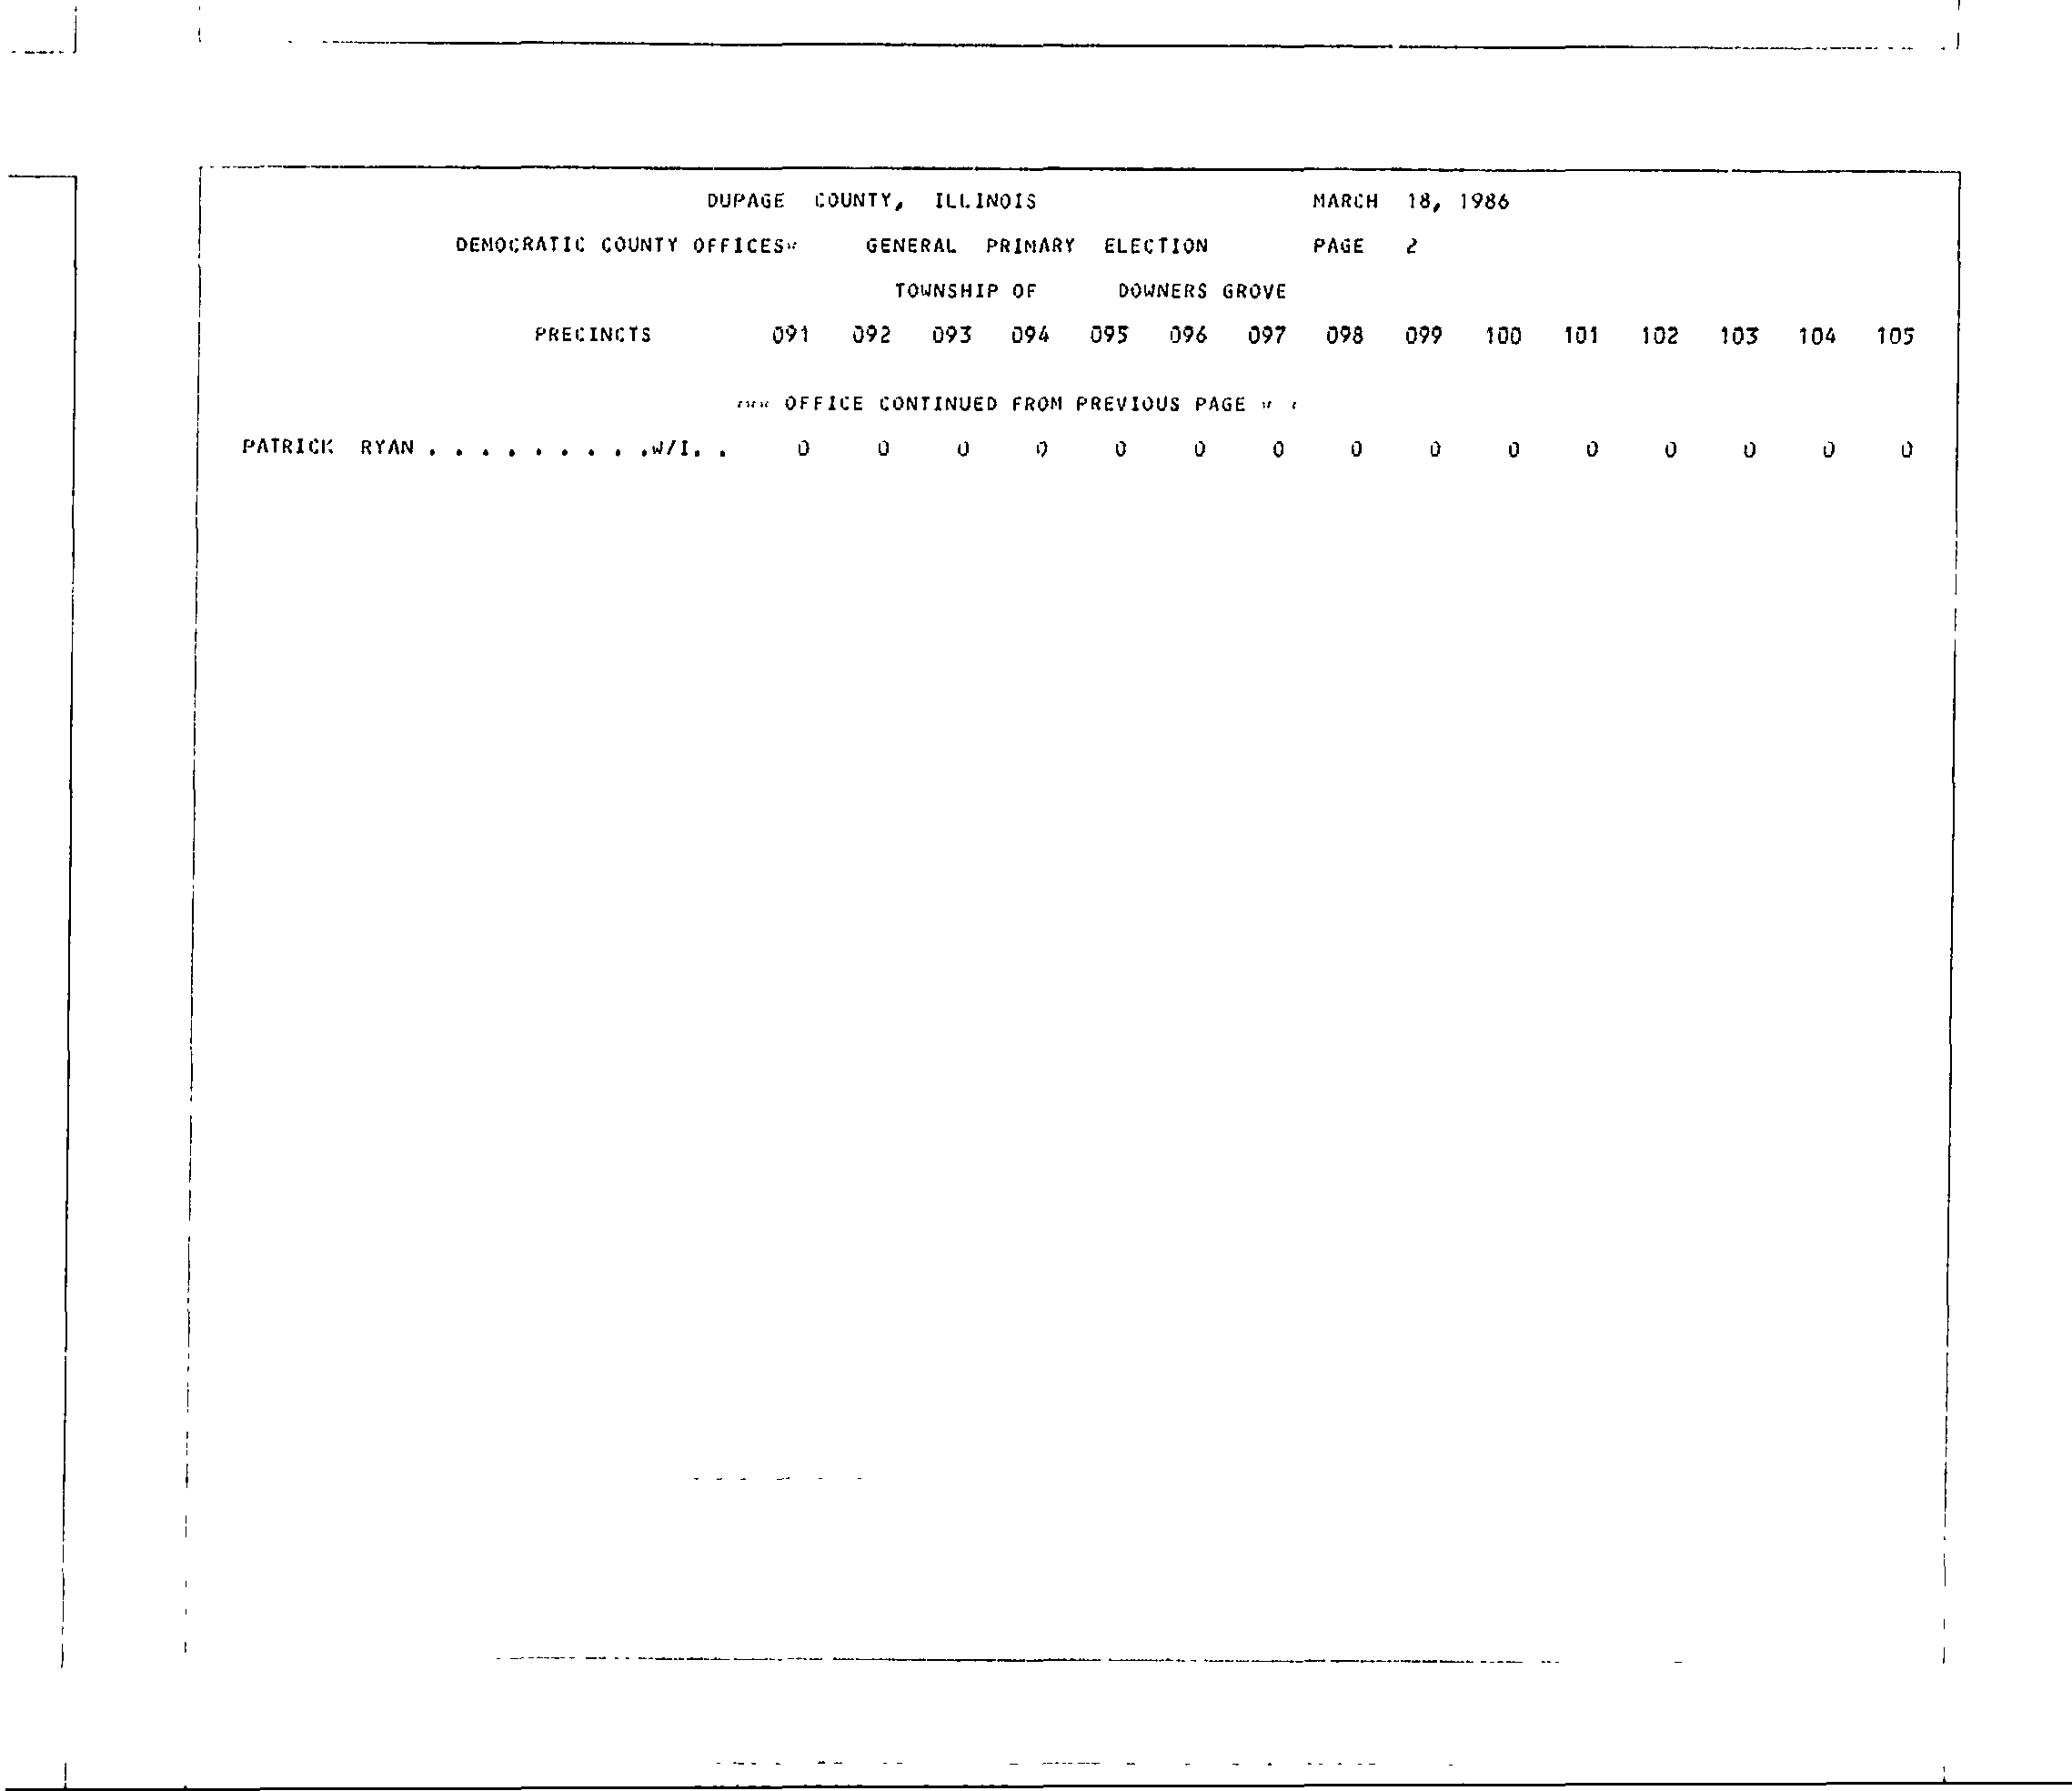 DUPAGE COUNTY, ILLINOIS MARCH 18, 1986
DEMOCRATIC COUNTY OFFICES* GENERAL PRIMARY ELECTION PAGE 2
TOWNSHIP OF DOWNERS GROVE
PRECINCTS 091 092 093 094 095 096 097 098 099 100 101 102 103 104 105
*** OFFICE CONTINUED FROM PREVIOUS PAGE * *
PATRICK RYAN . . . . . . . . . .W/I. . 0 0 0 0 0 0 0 0 0 0 0 0 0 0 0